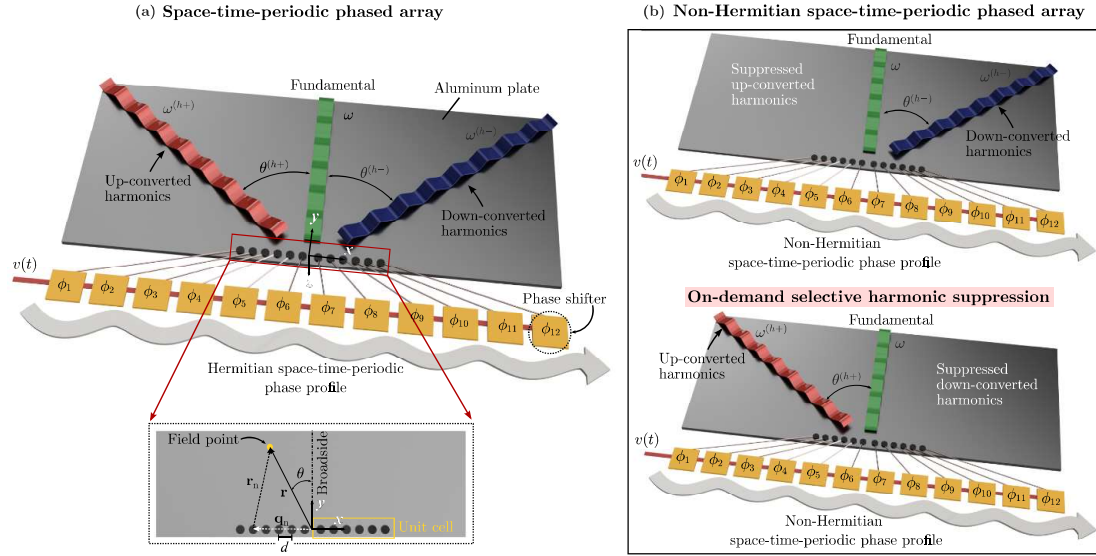 (a) Space-time-periodic phased array
Fundamental
ω
Aluminum plate
ω(h+)
ω(h−)
θ(h+)
θ(h−)
Up-converted
harmonics
Down-converted
harmonics
y
x
v(t)
ϕ1 ϕ2 ϕ3 ϕ4 ϕ5 ϕ6 ϕ7 ϕ8 ϕ9 ϕ10 ϕ11 ϕ12
Phase shifter
Hermitian space-time-periodic
phase profile
Field point
θ
Broadside
rn
r
y
qn
x
Unit cell
d
(b) Non-Hermitian space-time-periodic phased array
Fundamental
Suppressed
up-converted
harmonics
ω
ω(h−)
θ(h−)
Down-converted
harmonics
v(t)
ϕ1 ϕ2 ϕ3 ϕ4 ϕ5 ϕ6 ϕ7 ϕ8 ϕ9 ϕ10 ϕ11 ϕ12
Non-Hermitian
space-time-periodic phase profile
On-demand selective harmonic suppression
Fundamental
ω(h+)
ω
Up-converted
harmonics
θ(h+)
Suppressed
down-converted
harmonics
v(t)
ϕ1 ϕ2 ϕ3 ϕ4 ϕ5 ϕ6 ϕ7 ϕ8 ϕ9 ϕ10 ϕ11 ϕ12
Non-Hermitian
space-time-periodic phase profile